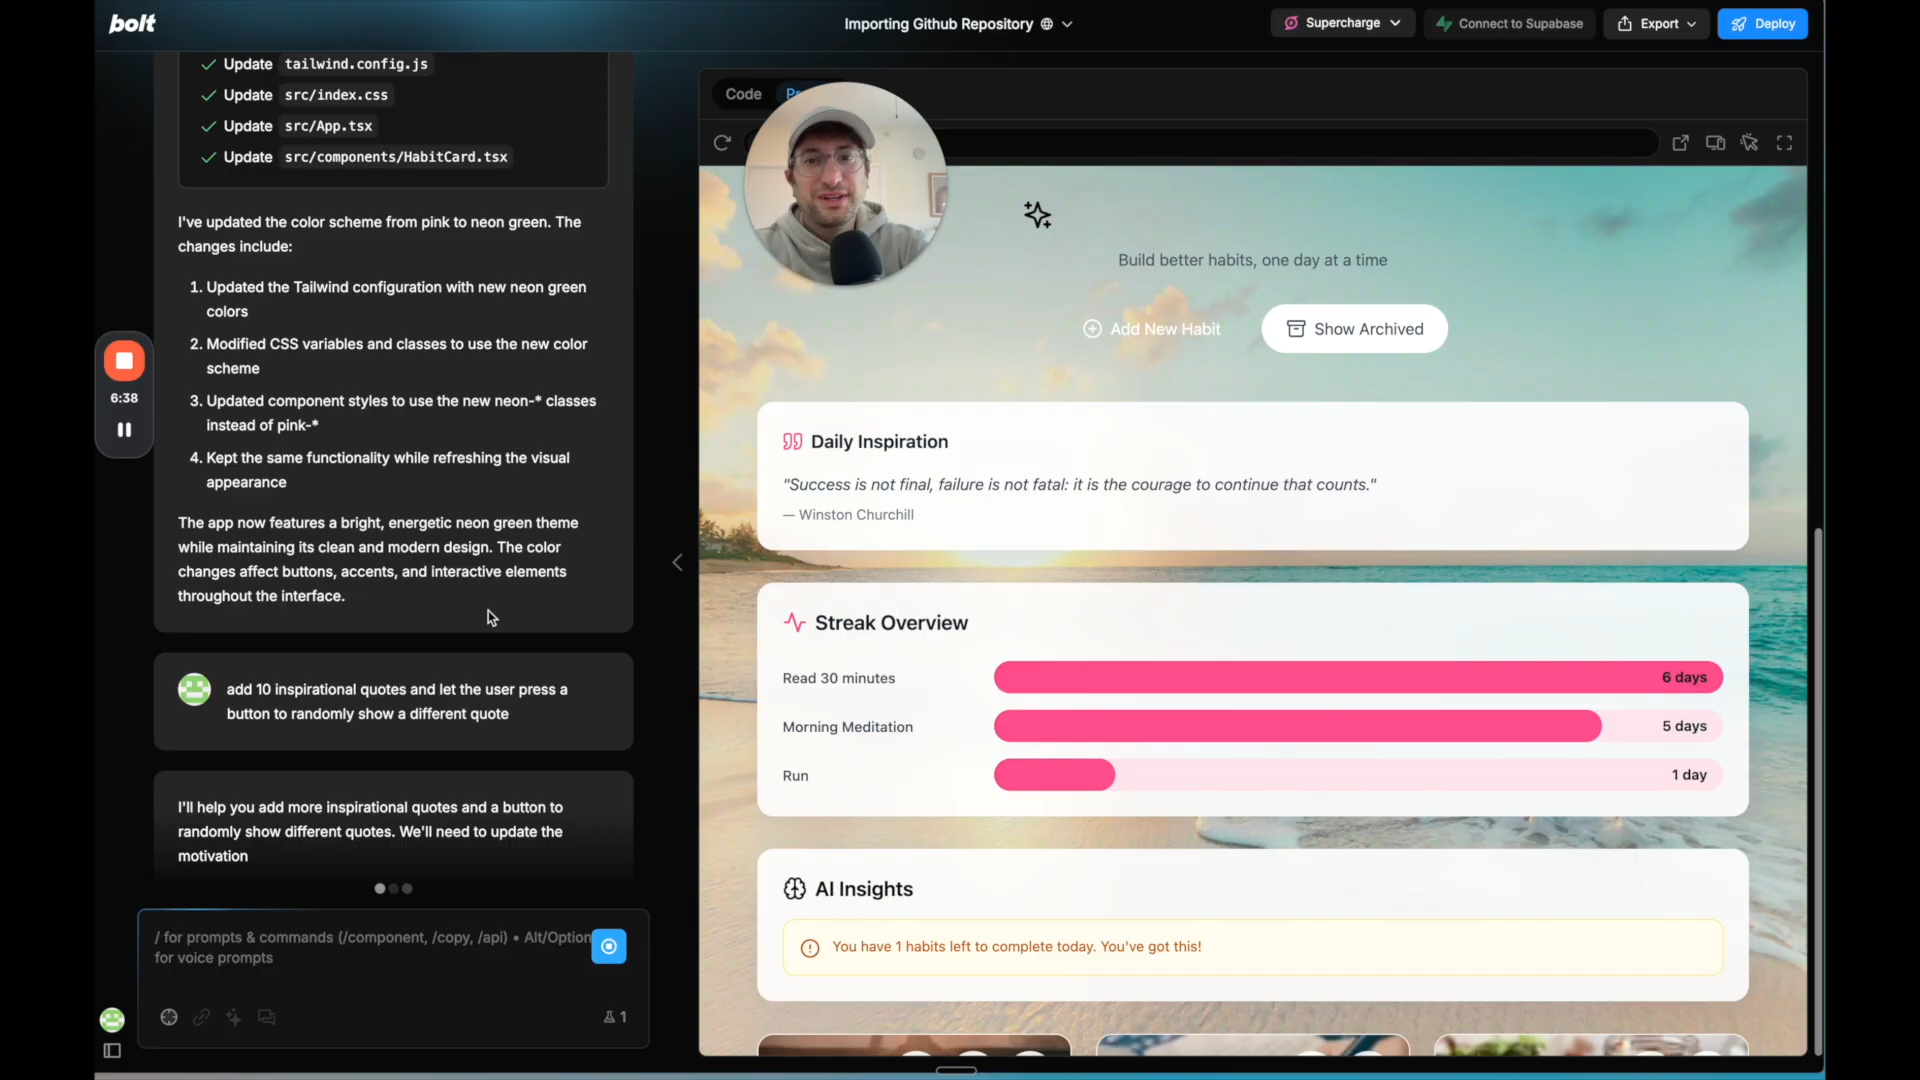 bolt
Importing Github Repository
Supercharge
Connect to Supabase
Export
Deploy
Update tailwind.config.js
Update src/index.css
Update src/App.tsx
Update src/components/HabitCard.tsx
I've updated the color scheme from pink to neon green. The
changes include:
1. Updated the Tailwind configuration with new neon green
colors
2. Modified CSS variables and classes to use the new color
scheme
3. Updated component styles to use the new neon-* classes
instead of pink-*
4. Kept the same functionality while refreshing the visual
appearance
The app now features a bright, energetic neon green theme
while maintaining its clean and modern design. The color
changes affect buttons, accents, and interactive elements
throughout the interface.
6:38
add 10 inspirational quotes and let the user press a
button to randomly show a different quote
I'll help you add more inspirational quotes and a button to
randomly show different quotes. We'll need to update the
motivation
/ for prompts & commands (/component, /copy, /api) • Alt/Option
for voice prompts
1
Code
Build better habits, one day at a time
Add New Habit
Show Archived
Daily Inspiration
"Success is not final, failure is not fatal: it is the courage to continue that counts."
— Winston Churchill
Streak Overview
Read 30 minutes
6 days
Morning Meditation
5 days
Run
1 day
AI Insights
You have 1 habits left to complete today. You've got this!